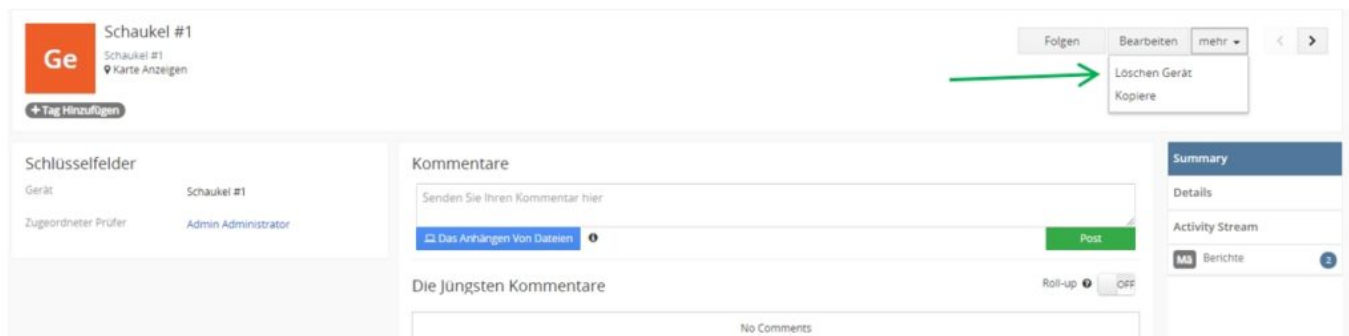 Ge
Schaukel #1
Schaukel #1
Karte Anzeigen
+ Tag Hinzufügen
Folgen
Bearbeiten
mehr
Löschen Gerät
Kopiere
Schlüsselfelder
Gerät
Schaukel #1
Zugeordneter Prüfer
Admin Administrator
Kommentare
Senden Sie Ihren Kommentar hier
Das Anhängen Von Dateien
Post
Die Jüngsten Kommentare
Roll-up
OFF
No Comments
Summary
Details
Activity Stream
Mä
Berichte
2